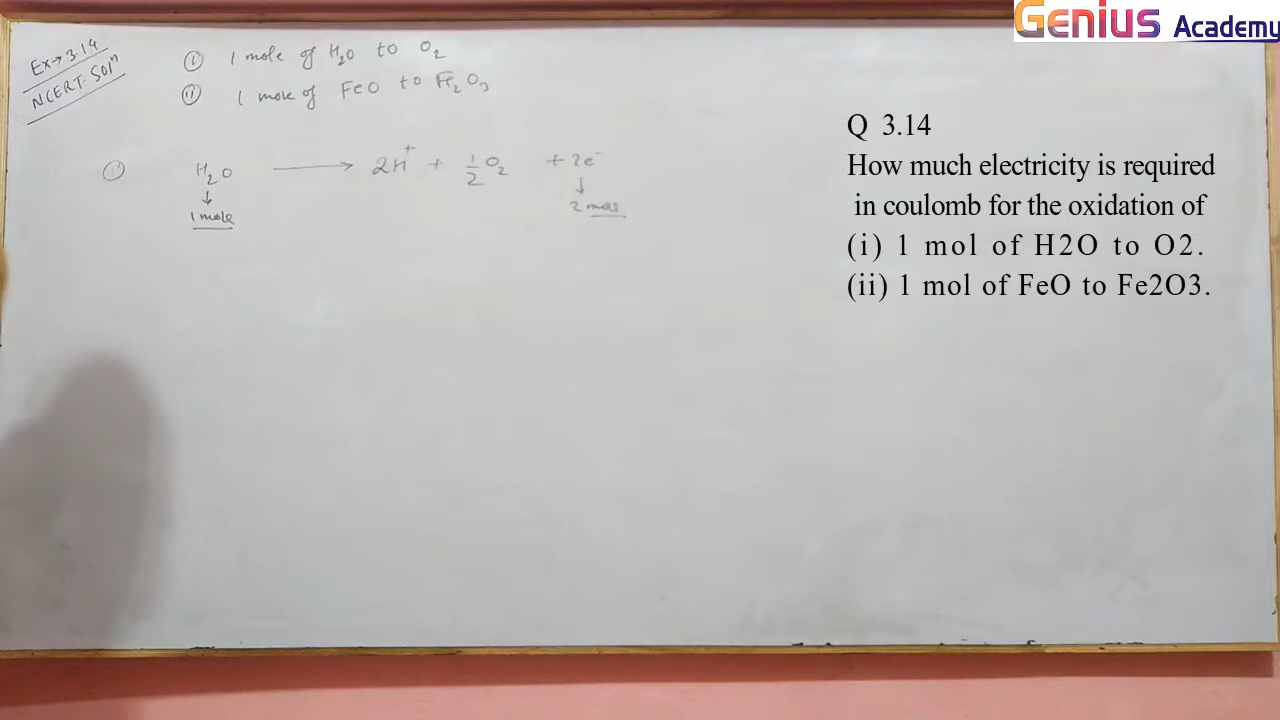 Genius Academy
Ex→3.14
NCERT-Solⁿ
(i) 1 mole of H₂O to O₂
(ii) 1 mole of FeO to Fe₂O₃
(i) H₂O ⟶ 2H⁺ + 1/2 O₂ + 2e⁻
↓ ↓
1 mole 2 mole
Q 3.14
How much electricity is required
in coulomb for the oxidation of
(i) 1 mol of H2O to O2.
(ii) 1 mol of FeO to Fe2O3.